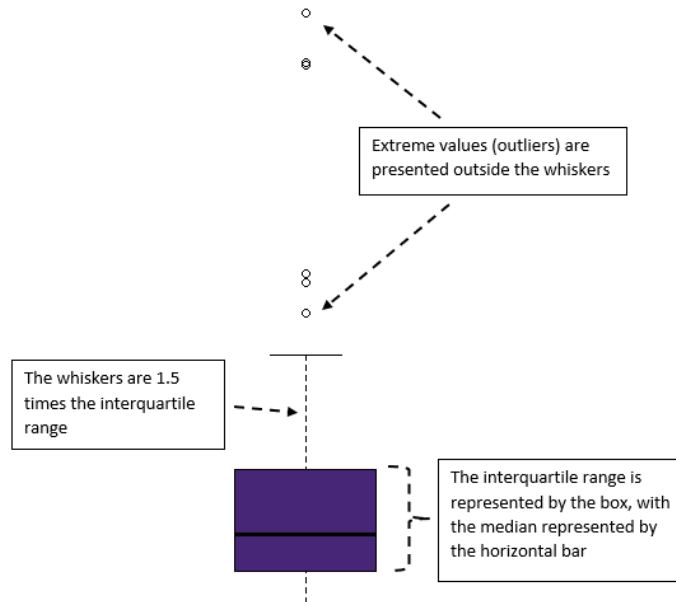 Extreme values (outliers) are
presented outside the whiskers
The whiskers are 1.5
times the interquartile
range
The interquartile range is
represented by the box, with
the median represented by
the horizontal bar